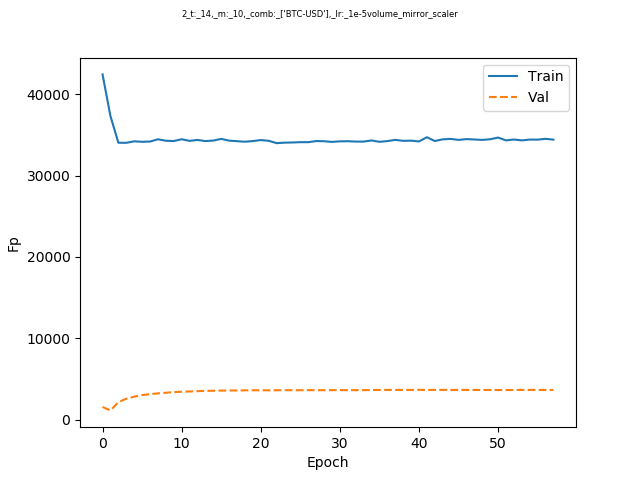 2_t:_14,_m:_10,_comb:_['BTC-USD'],_lr:_1e-5volume_mirror_scaler
Train
Val
40000
30000
20000
10000
0
Fp
0 10 20 30 40 50
Epoch